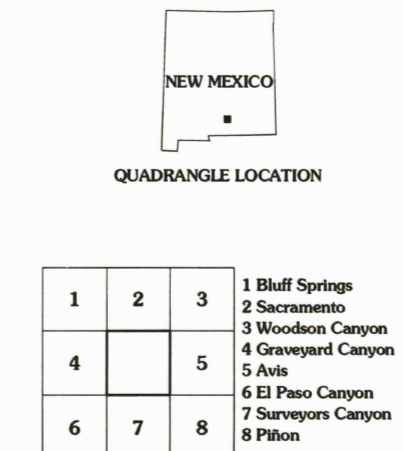 NEW MEXICO
QUADRANGLE LOCATION
1 2 3
4 5
6 7 8
1 Bluff Springs
2 Sacramento
3 Woodson Canyon
4 Graveyard Canyon
5 Avis
6 El Paso Canyon
7 Surveyors Canyon
8 Piñon